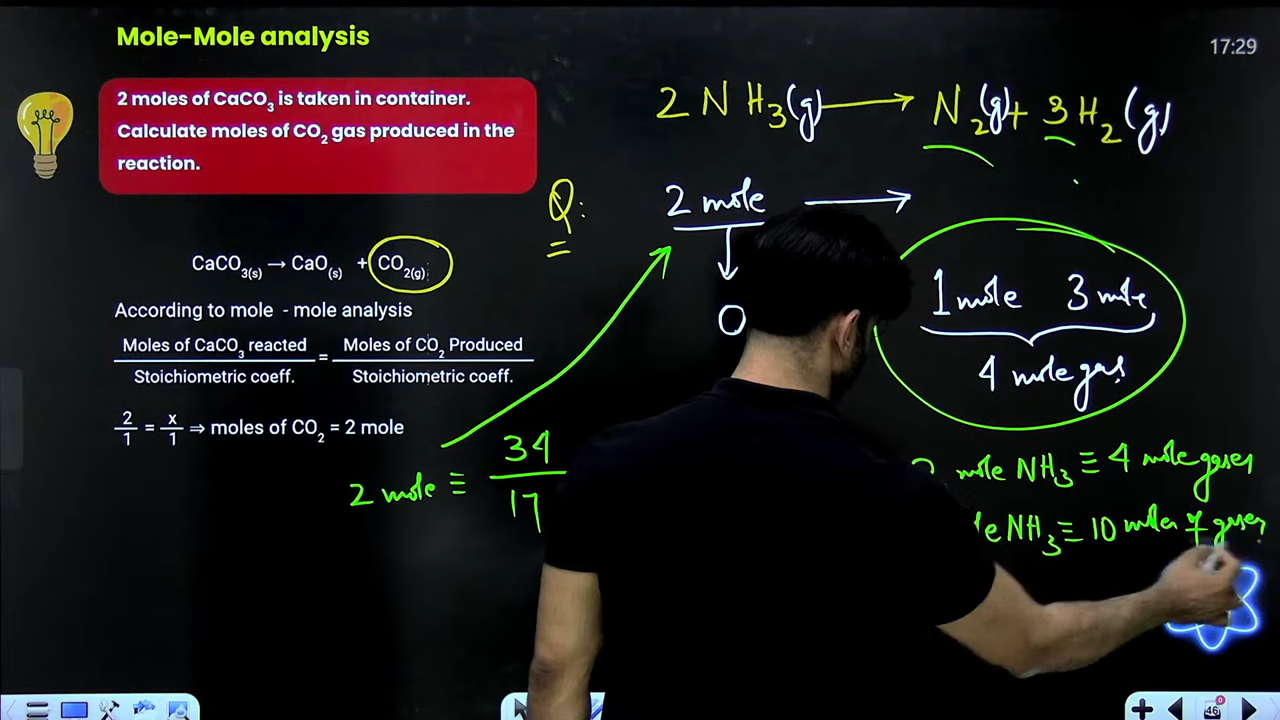 Mole-Mole analysis
17:29
2 moles of CaCO₃ is taken in container.
Calculate moles of CO₂ gas produced in the
reaction.
CaCO₃(s) → CaO(s) + CO₂(g)
According to mole - mole analysis
Moles of CaCO₃ reacted / Stoichiometric coeff. = Moles of CO₂ Produced / Stoichiometric coeff.
2/1 = x/1 ⇒ moles of CO₂ = 2 mole
2 mole ≡ 34/17
2NH₃(g) → N₂(g) + 3H₂(g)
Q:
2 mole →
0
1 mole 3 mole
4 mole gas
mole NH₃ ≡ 4 mole gases
NH₃ ≡ 10 moles of gases
46